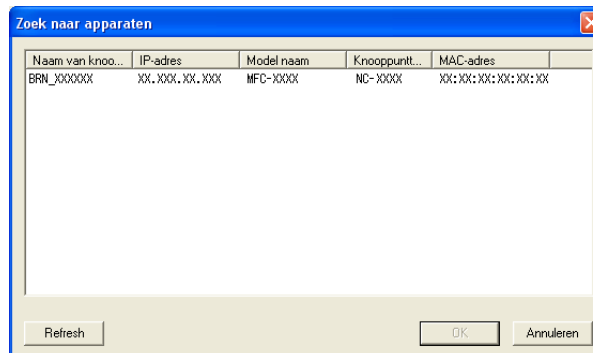 Zoek naar apparaten
Naam van knoo... IP-adres Model naam Knooppuntt... MAC-adres
BRN_XXXXXX XX.XXX.XX.XXX MFC-XXXX NC-XXXX XX:XX:XX:XX:XX:XX
Refresh OK Annuleren